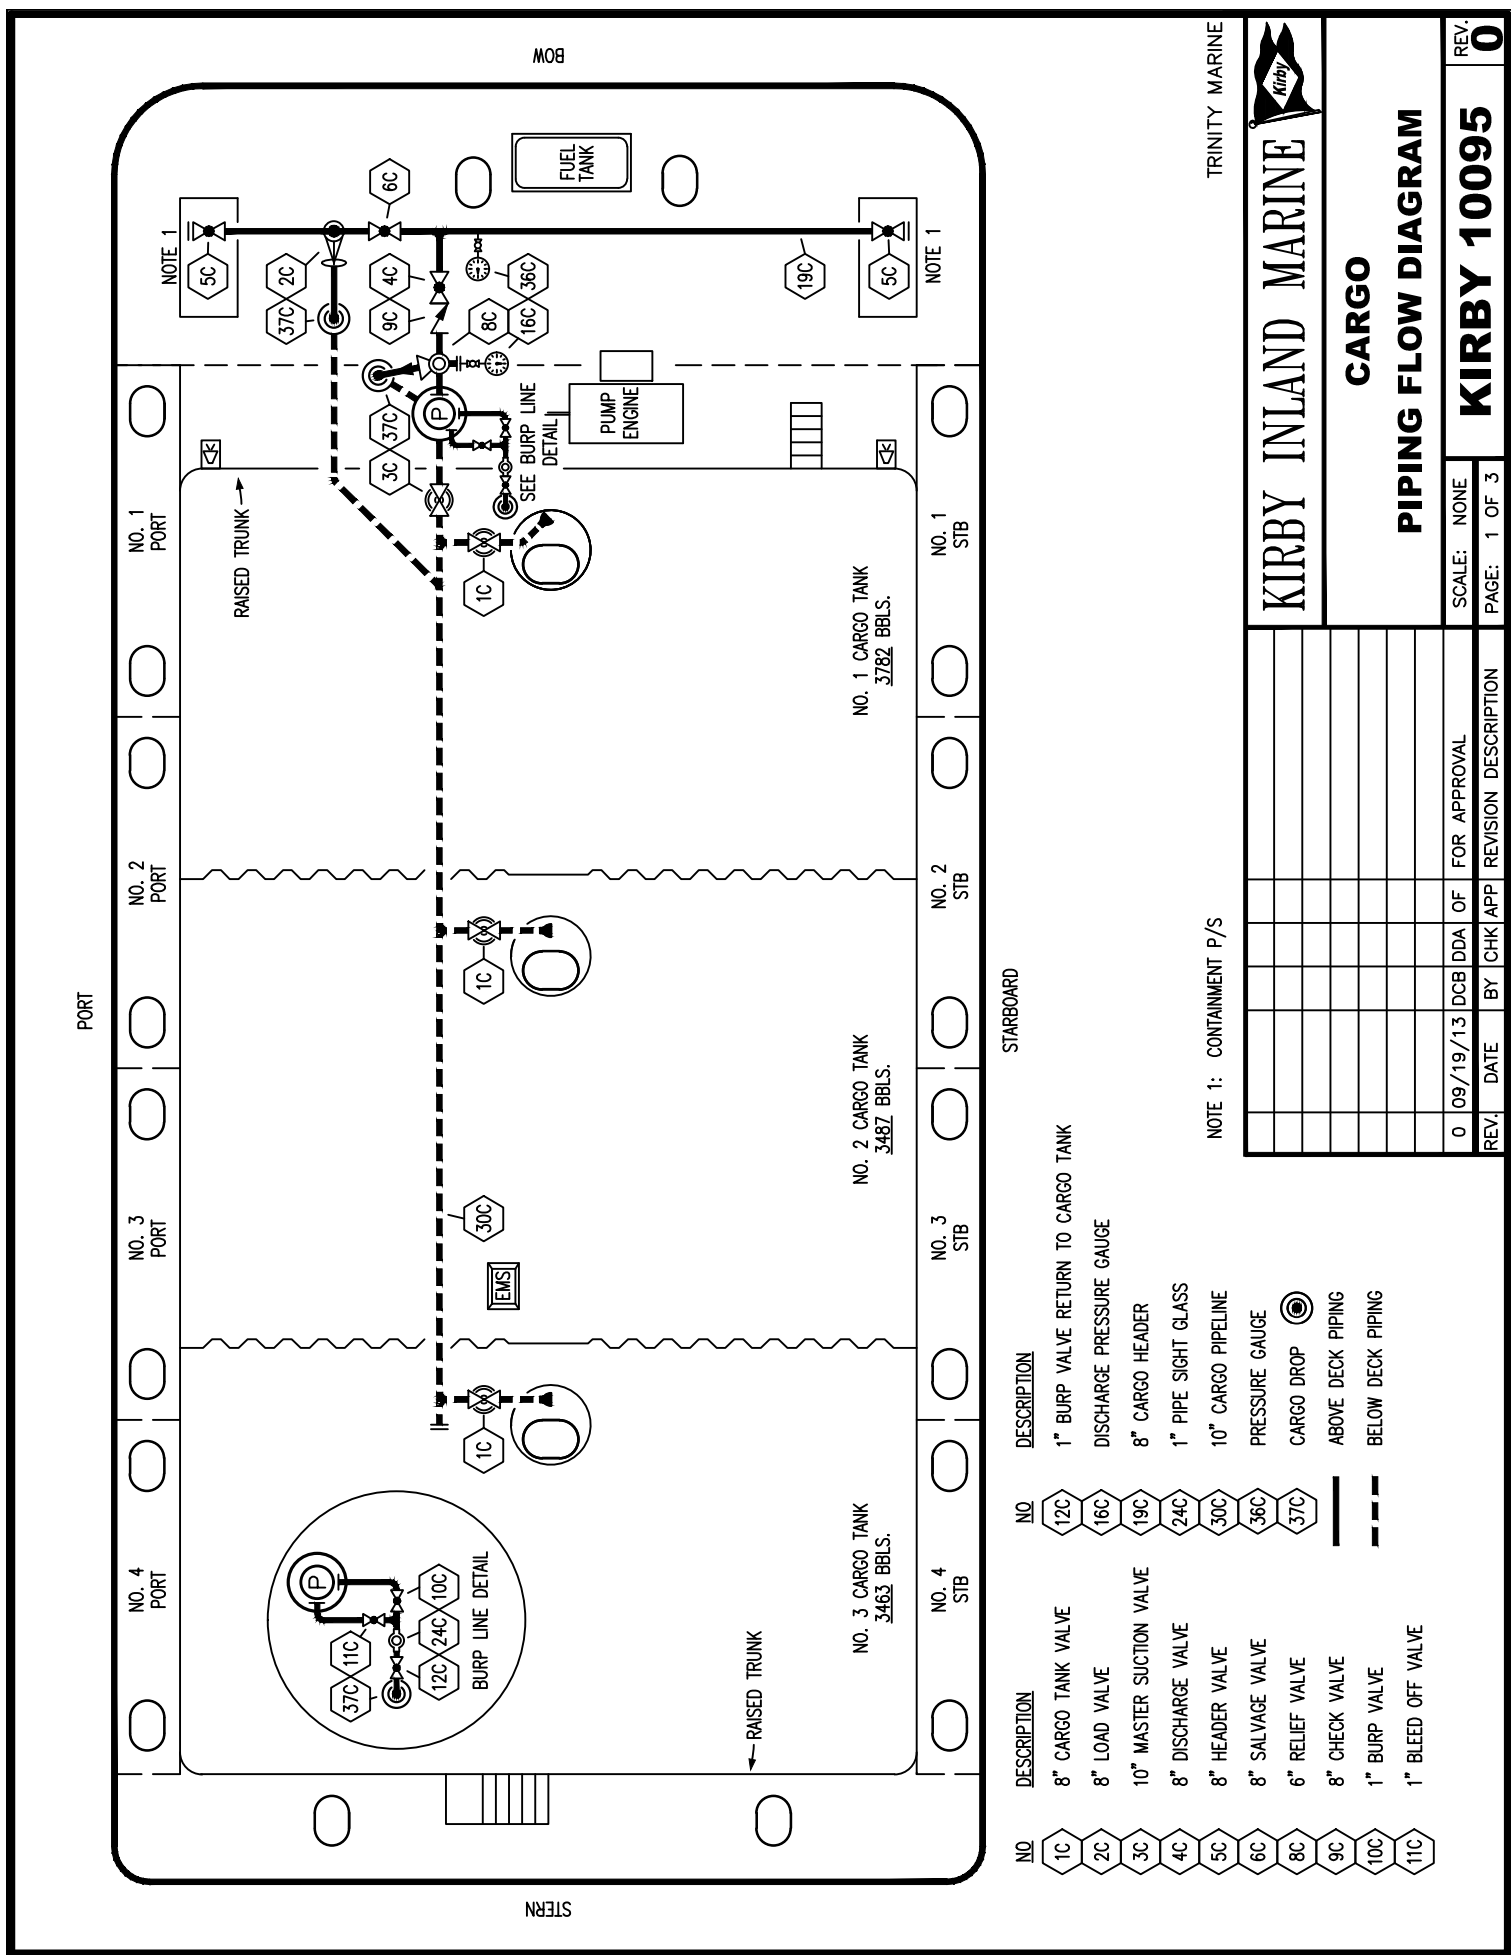 PORT
STARBOARD
STERN
BOW
NO. 4
PORT
NO. 3
PORT
NO. 2
PORT
NO. 1
PORT
NOTE 1
RAISED TRUNK
5C
2C
37C
6C
4C
9C
8C
36C
16C
37C
3C
FUEL
TANK
P
SEE BURP LINE
DETAIL
PUMP
ENGINE
19C
5C
NOTE 1
1C
1C
1C
30C
EMS
P
11C
37C
10C
24C
12C
BURP LINE DETAIL
RAISED TRUNK
NO. 3 CARGO TANK
3463 BBLS.
NO. 2 CARGO TANK
3487 BBLS.
NO. 1 CARGO TANK
3782 BBLS.
NO. 4
STB
NO. 3
STB
NO. 2
STB
NO. 1
STB
NO DESCRIPTION
1C 8" CARGO TANK VALVE
2C 8" LOAD VALVE
3C 10" MASTER SUCTION VALVE
4C 8" DISCHARGE VALVE
5C 8" HEADER VALVE
6C 8" SALVAGE VALVE
8C 6" RELIEF VALVE
9C 8" CHECK VALVE
10C 1" BURP VALVE
11C 1" BLEED OFF VALVE
NO DESCRIPTION
12C 1" BURP VALVE RETURN TO CARGO TANK
16C DISCHARGE PRESSURE GAUGE
19C 8" CARGO HEADER
24C 1" PIPE SIGHT GLASS
30C 10" CARGO PIPELINE
36C PRESSURE GAUGE
37C CARGO DROP
ABOVE DECK PIPING
BELOW DECK PIPING
NOTE 1: CONTAINMENT P/S
TRINITY MARINE
KIRBY INLAND MARINE
Kirby
CARGO
PIPING FLOW DIAGRAM
0 09/19/13 DCB DDA OF FOR APPROVAL
REV. DATE BY CHK APP REVISION DESCRIPTION
SCALE: NONE
PAGE: 1 OF 3
KIRBY 10095
REV.
0